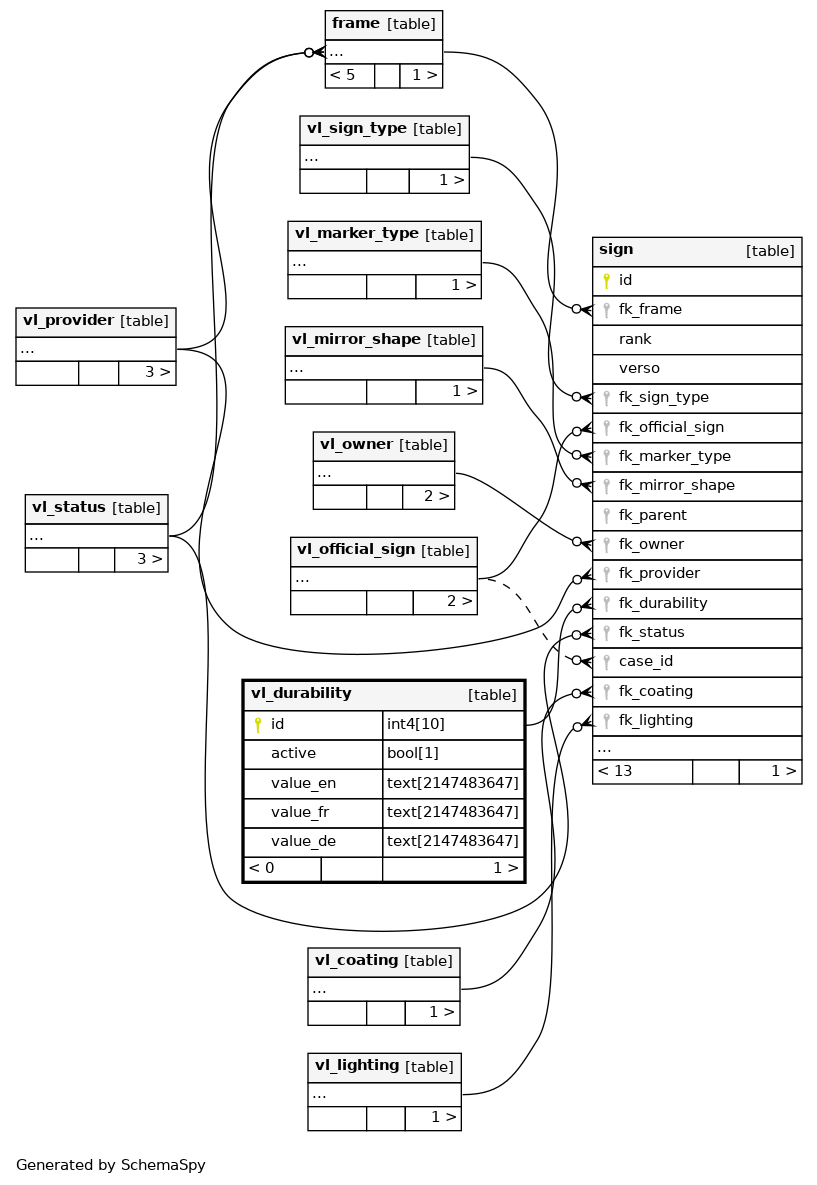 frame [table]
...
< 5 1 >
vl_sign_type [table]
...
1 >
vl_marker_type [table]
...
1 >
vl_mirror_shape [table]
...
1 >
vl_owner [table]
...
2 >
vl_official_sign [table]
...
2 >
vl_provider [table]
...
3 >
vl_status [table]
...
3 >
vl_durability [table]
id int4[10]
active bool[1]
value_en text[2147483647]
value_fr text[2147483647]
value_de text[2147483647]
< 0 1 >
vl_coating [table]
...
1 >
vl_lighting [table]
...
1 >
sign [table]
id
fk_frame
rank
verso
fk_sign_type
fk_official_sign
fk_marker_type
fk_mirror_shape
fk_parent
fk_owner
fk_provider
fk_durability
fk_status
case_id
fk_coating
fk_lighting
...
< 13 1 >
Generated by SchemaSpy